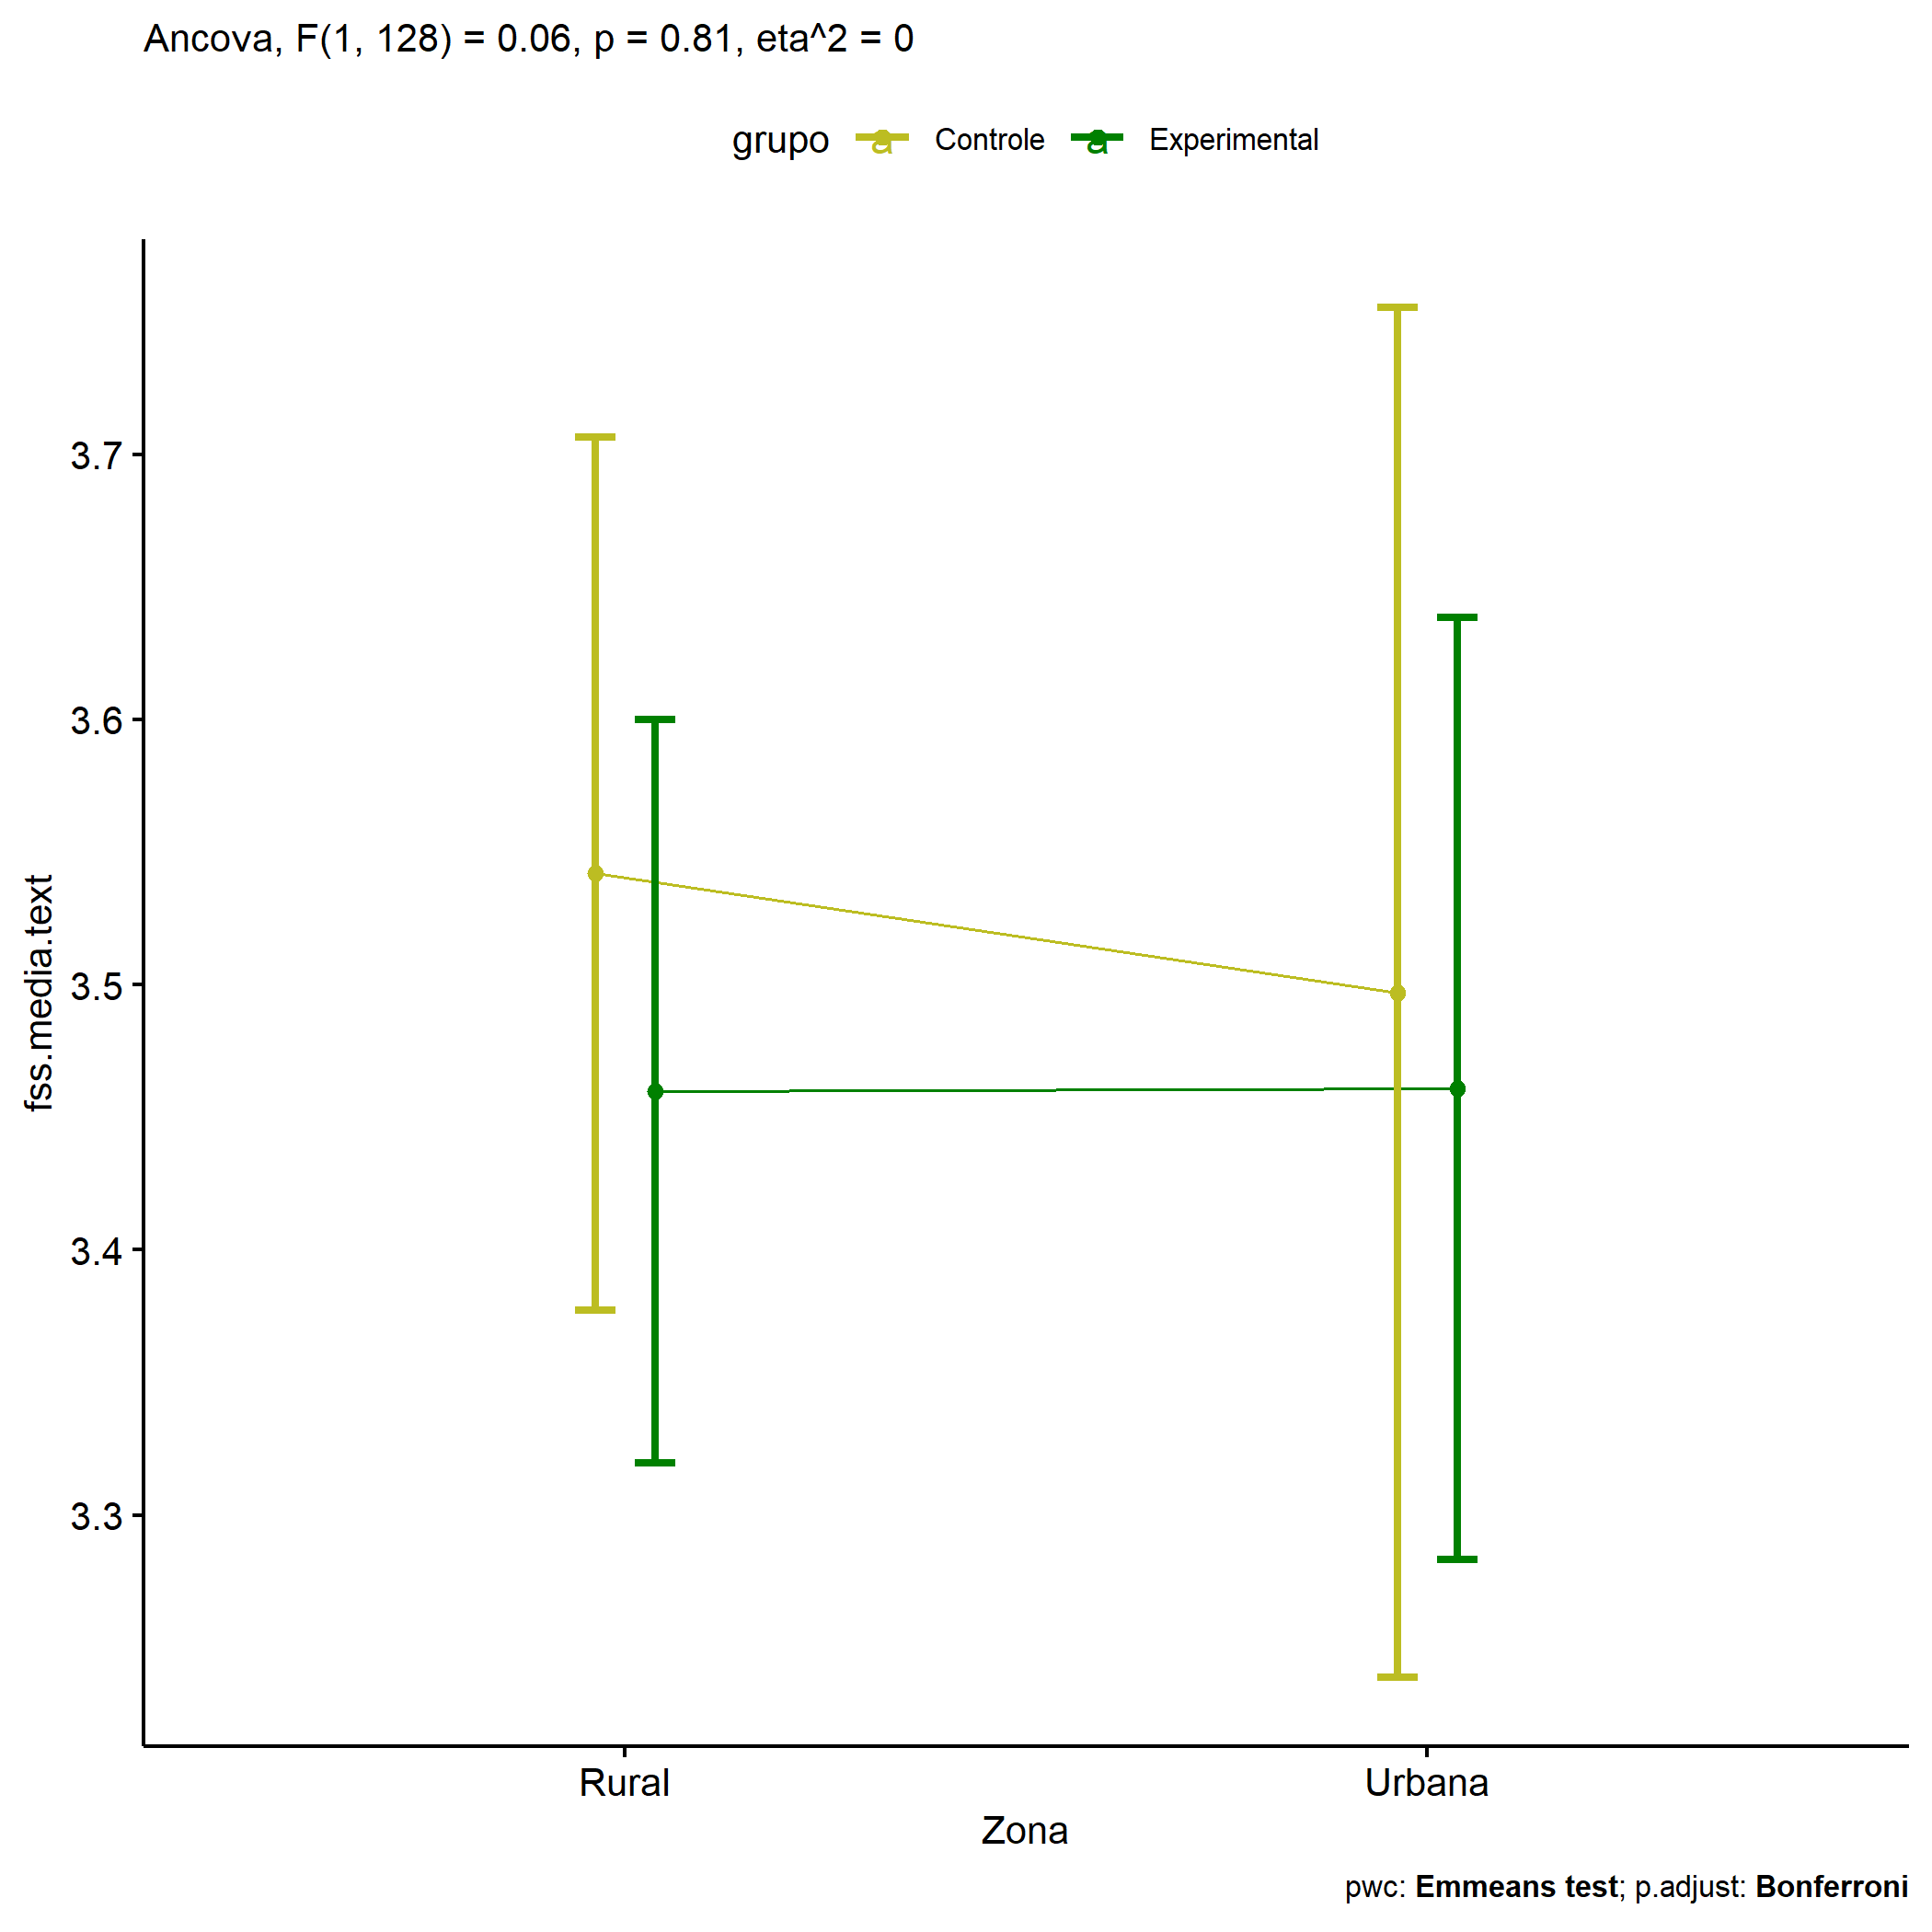 Ancova, F(1, 128) = 0.06, p = 0.81, eta^2 = 0
grupo a Controle a Experimental
3.7
3.6
3.5
3.4
3.3
fss.media.text
Rural Urbana
Zona
pwc: Emmeans test; p.adjust: Bonferroni